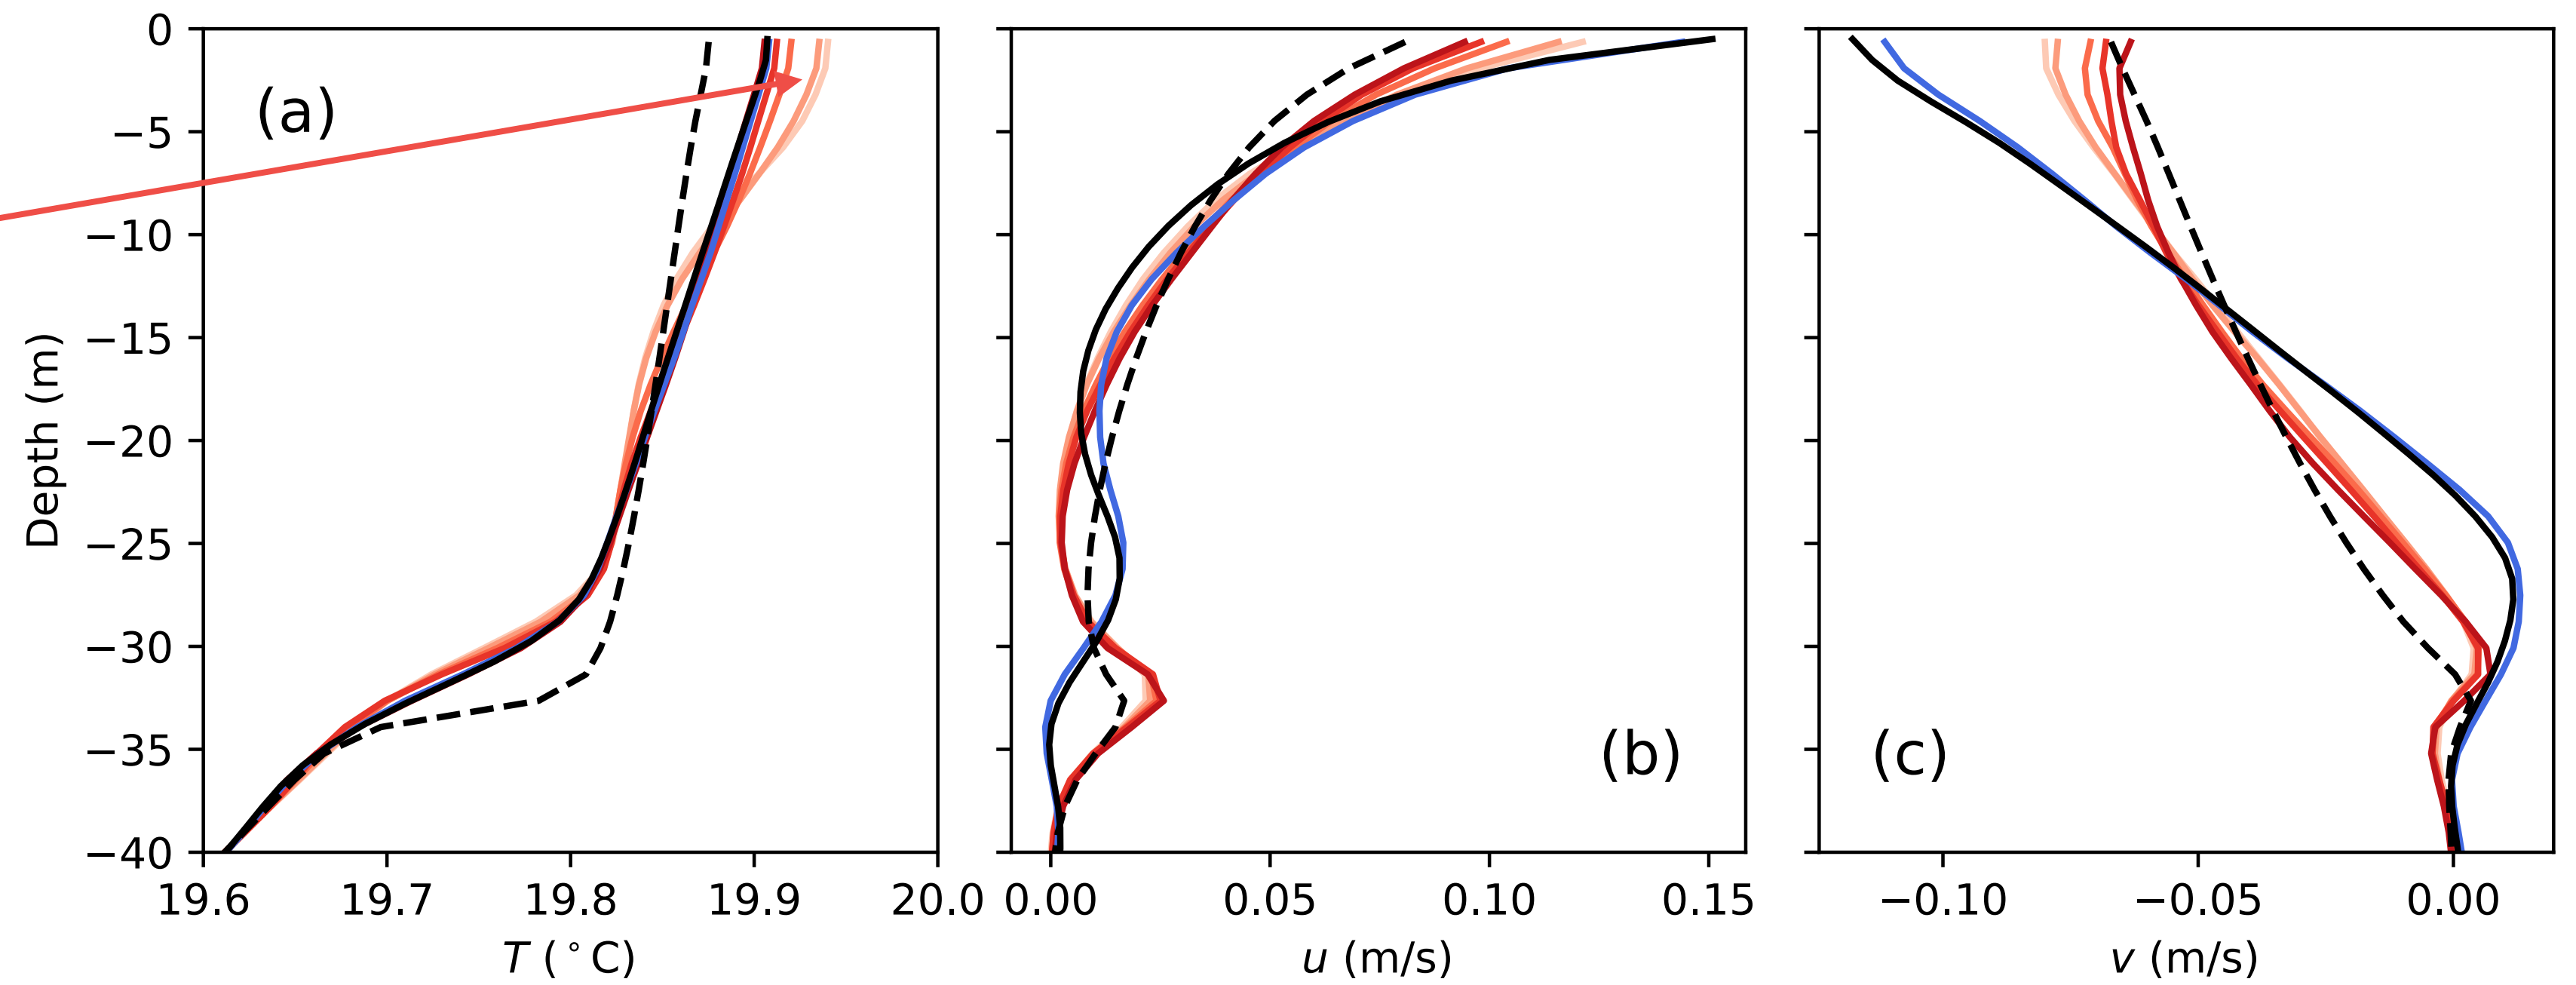 (a)
(b)
(c)
Depth (m)
0
−5
−10
−15
−20
−25
−30
−35
−40
19.6 19.7 19.8 19.9 20.0
T (°C)
0.00 0.05 0.10 0.15
u (m/s)
−0.10 −0.05 0.00
v (m/s)